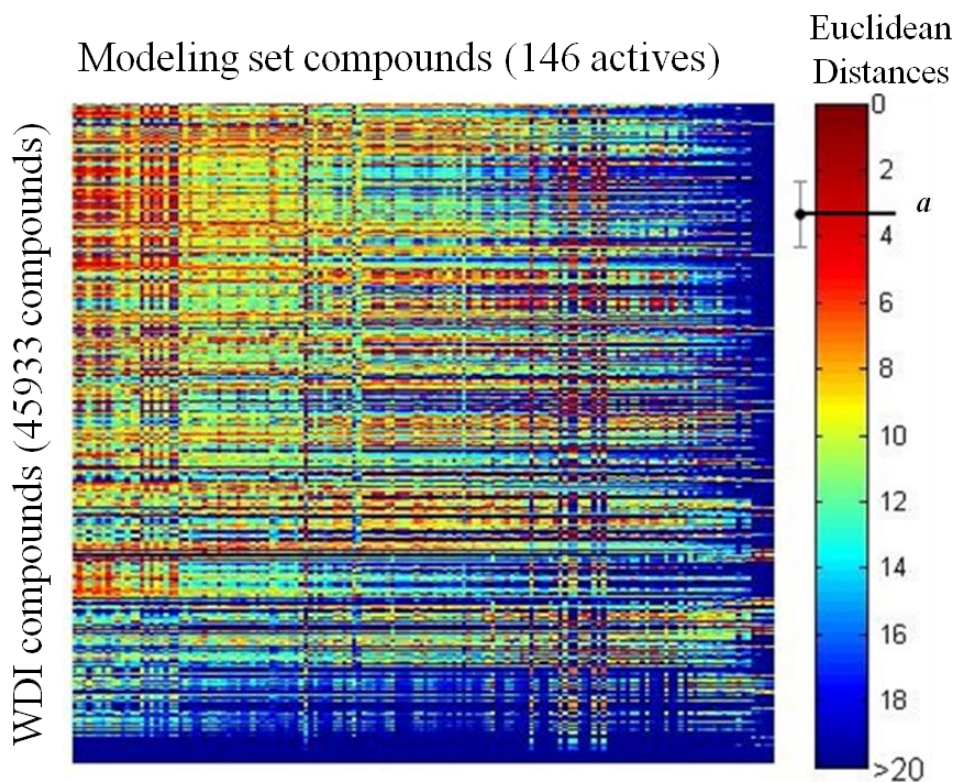 Modeling set compounds (146 actives)
Euclidean
Distances
WDI compounds (45933 compounds)
0
2
a
4
6
8
10
12
14
16
18
>20